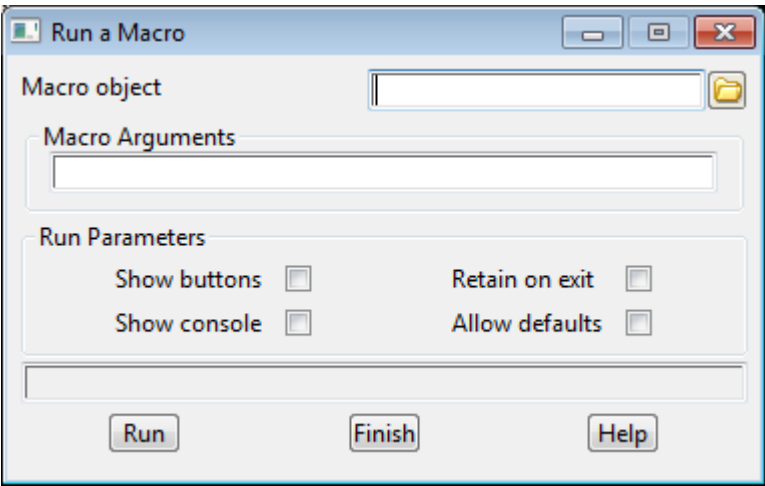 Run a Macro
Macro object
Macro Arguments
Run Parameters
Show buttons Retain on exit
Show console Allow defaults
Run Finish Help